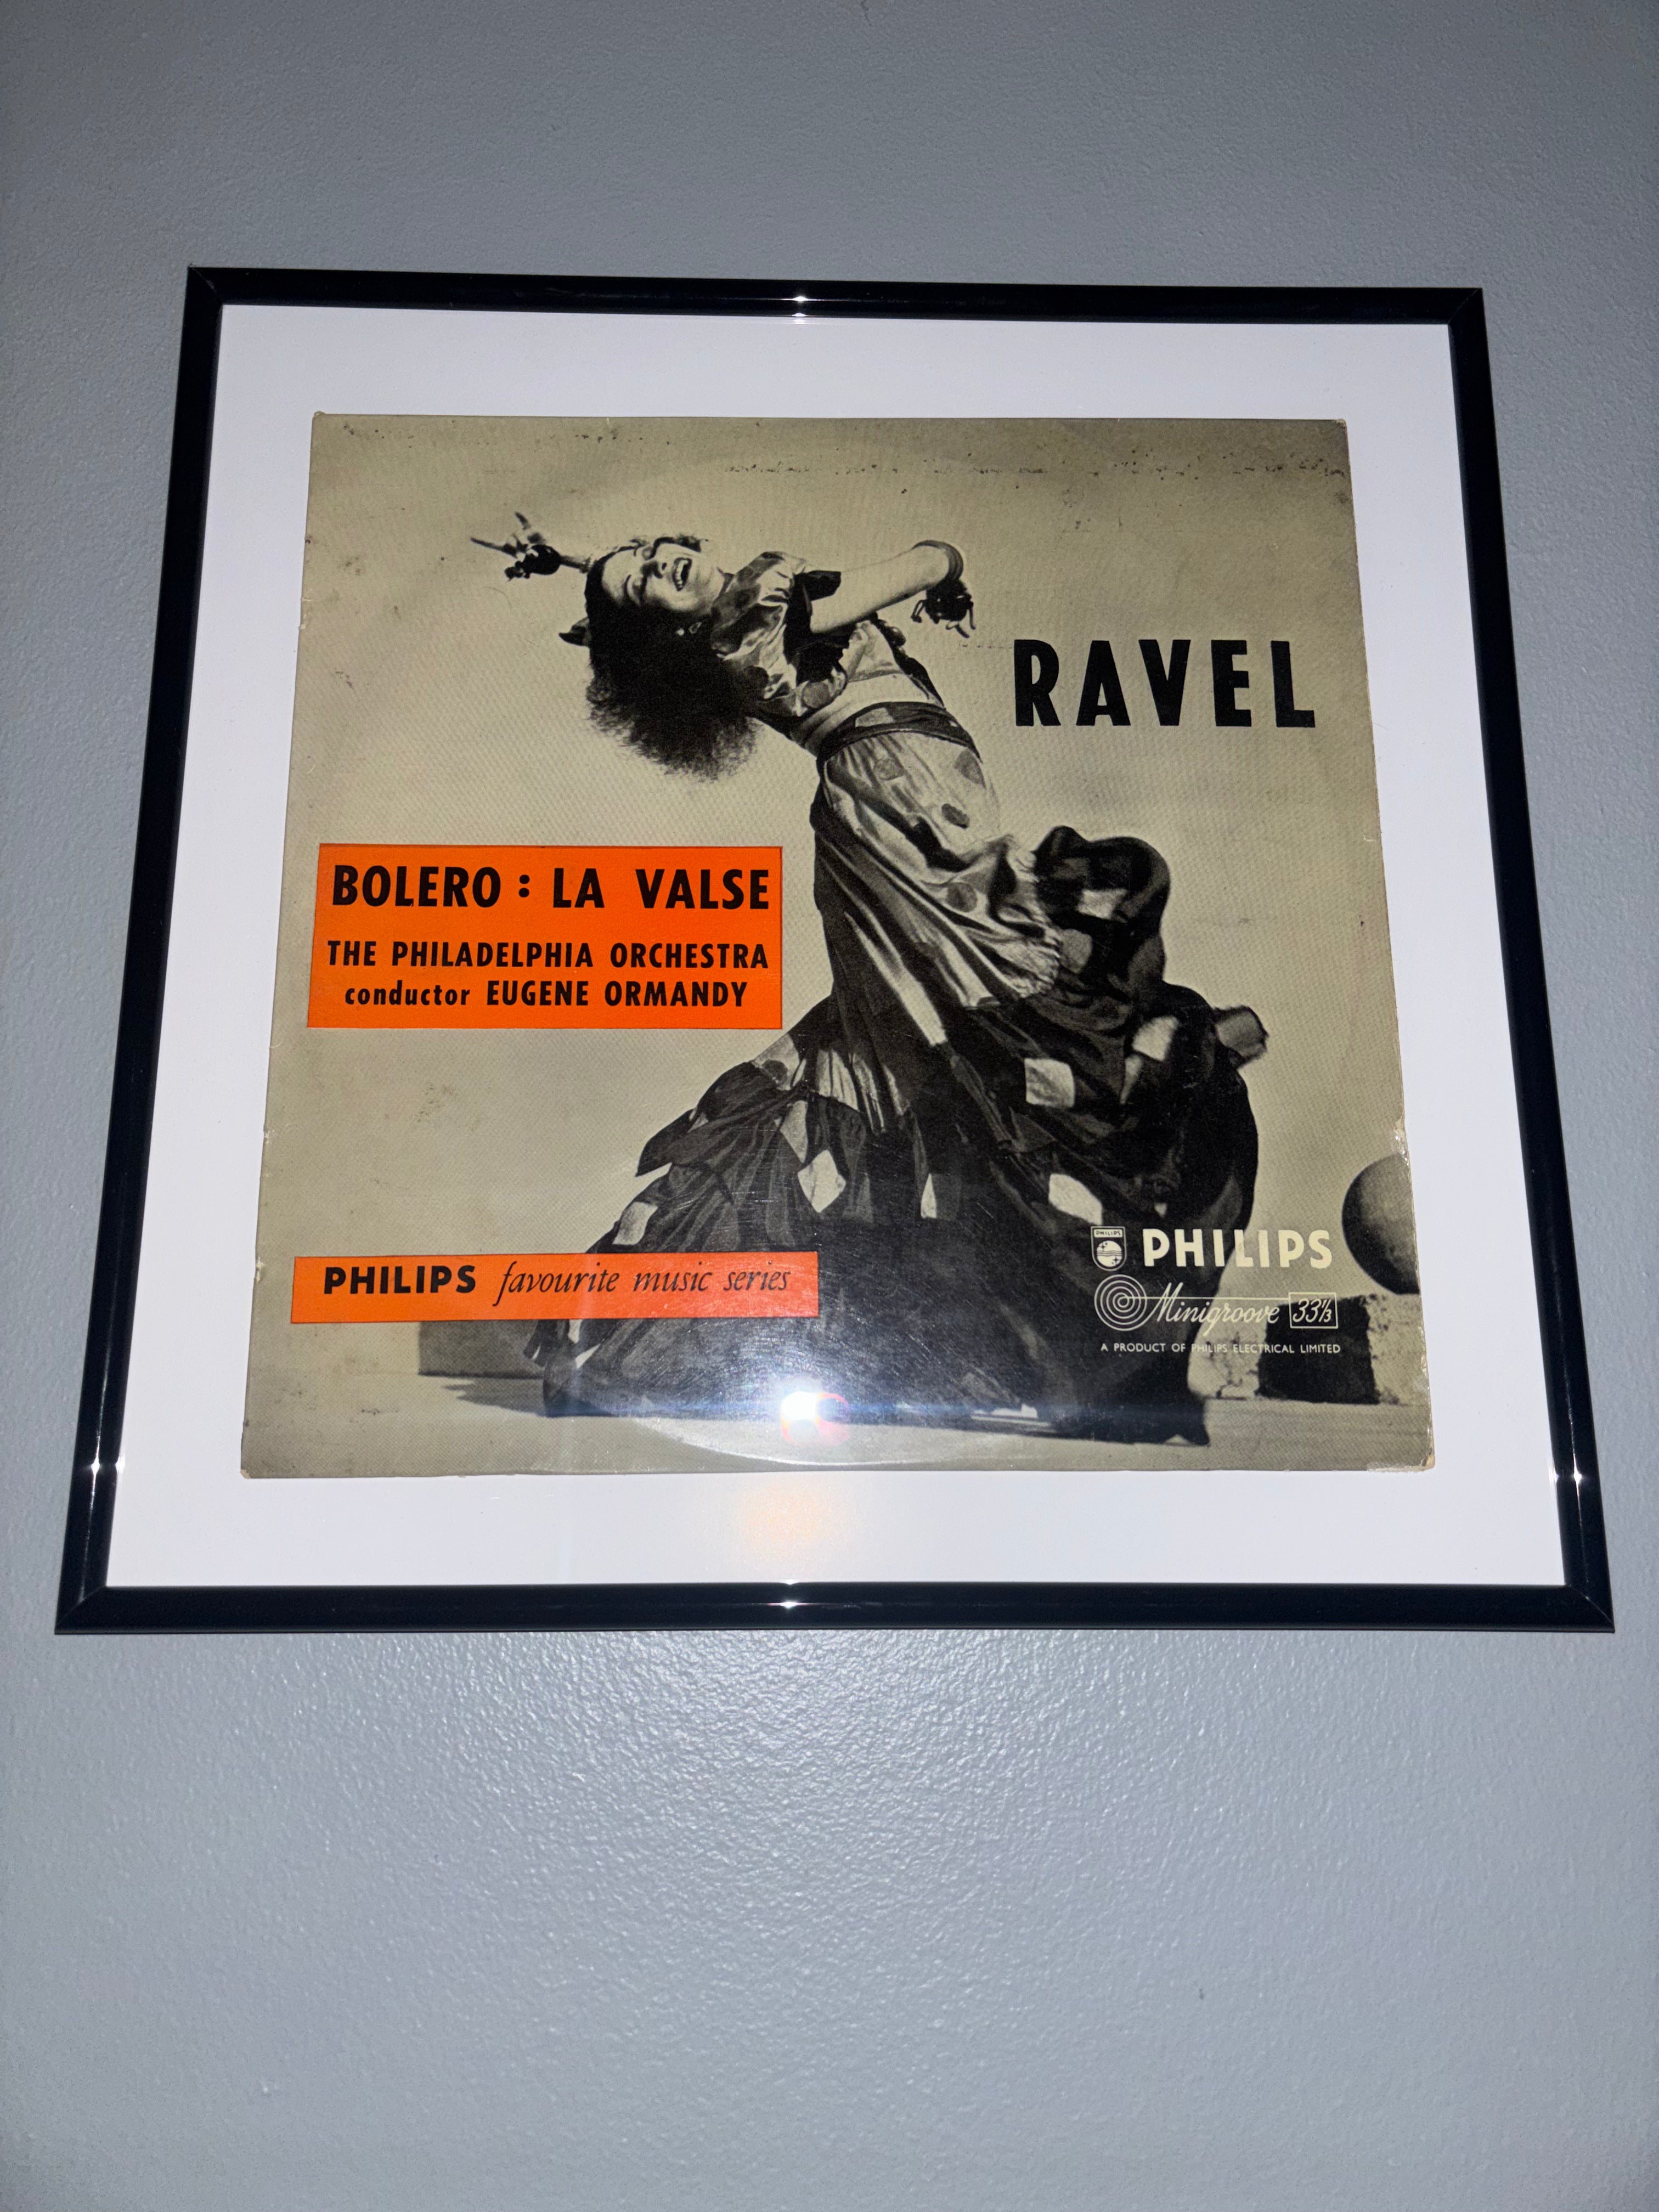 RAVEL
BOLERO : LA VALSE
THE PHILADELPHIA ORCHESTRA
conductor EUGENE ORMANDY
PHILIPS favourite music series
PHILIPS
PHILIPS
Minigroove 33⅓
A PRODUCT OF PHILIPS ELECTRICAL LIMITED